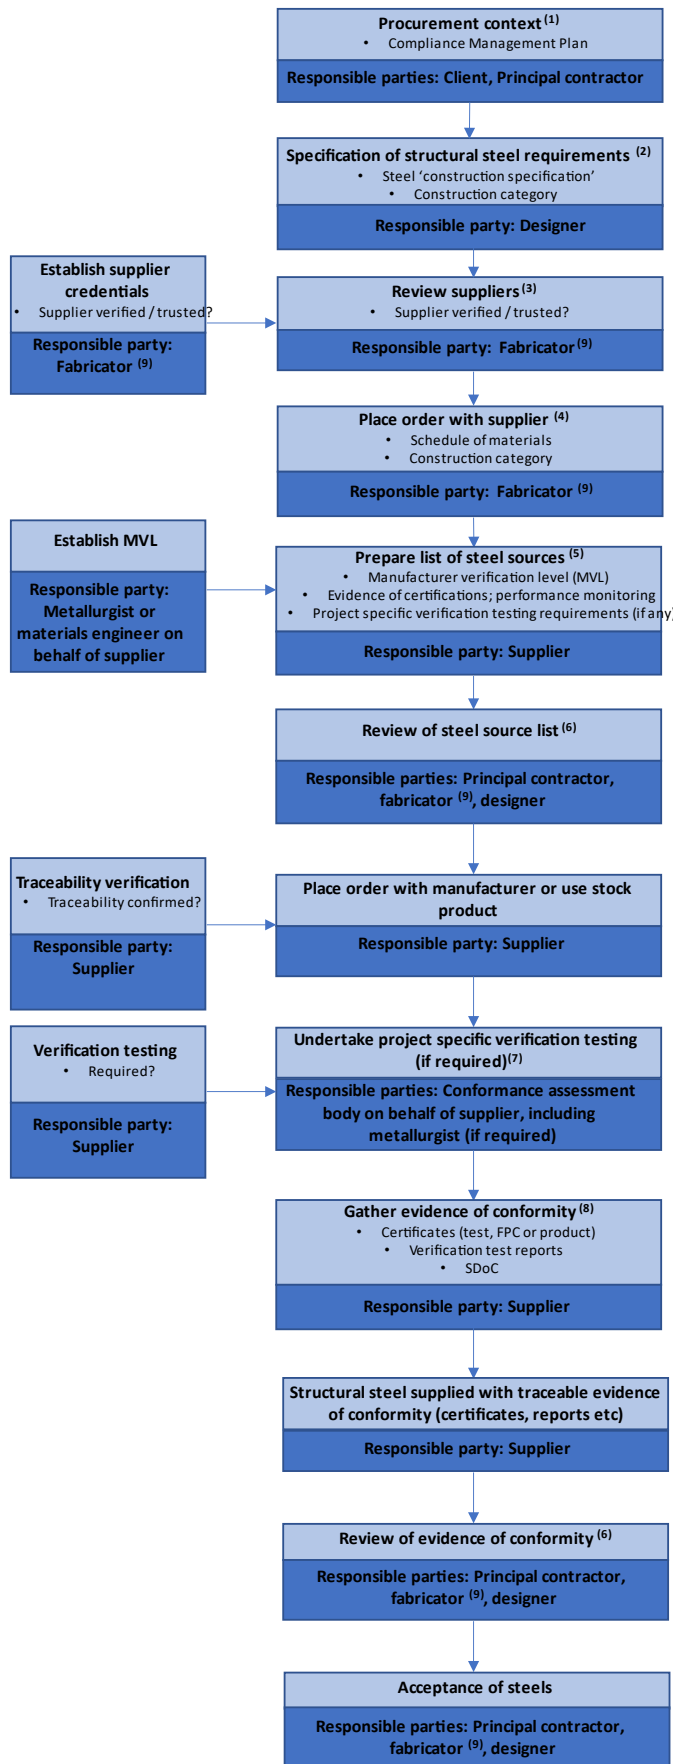 Procurement context (1)
• Compliance Management Plan
Responsible parties: Client, Principal contractor
Specification of structural steel requirements (2)
• Steel ‘construction specification’
• Construction category
Responsible party: Designer
Establish supplier
credentials
• Supplier verified / trusted?
Responsible party:
Fabricator (9)
Review suppliers (3)
• Supplier verified / trusted?
Responsible party: Fabricator (9)
Place order with supplier (4)
• Schedule of materials
• Construction category
Responsible party: Fabricator (9)
Establish MVL
Responsible party:
Metallurgist or
materials engineer on
behalf of supplier
Prepare list of steel sources (5)
• Manufacturer verification level (MVL)
• Evidence of certifications; performance monitoring
• Project specific verification testing requirements (if any)
Responsible party: Supplier
Review of steel source list (6)
Responsible parties: Principal contractor,
fabricator (9), designer
Traceability verification
• Traceability confirmed?
Responsible party:
Supplier
Place order with manufacturer or use stock
product
Responsible party: Supplier
Verification testing
• Required?
Responsible party:
Supplier
Undertake project specific verification testing
(if required)(7)
Responsible parties: Conformance assessment
body on behalf of supplier, including
metallurgist (if required)
Gather evidence of conformity (8)
• Certificates (test, FPC or product)
• Verification test reports
• SDoC
Responsible party: Supplier
Structural steel supplied with traceable evidence
of conformity (certificates, reports etc)
Responsible party: Supplier
Review of evidence of conformity (6)
Responsible parties: Principal contractor,
fabricator (9), designer
Acceptance of steels
Responsible parties: Principal contractor,
fabricator (9), designer